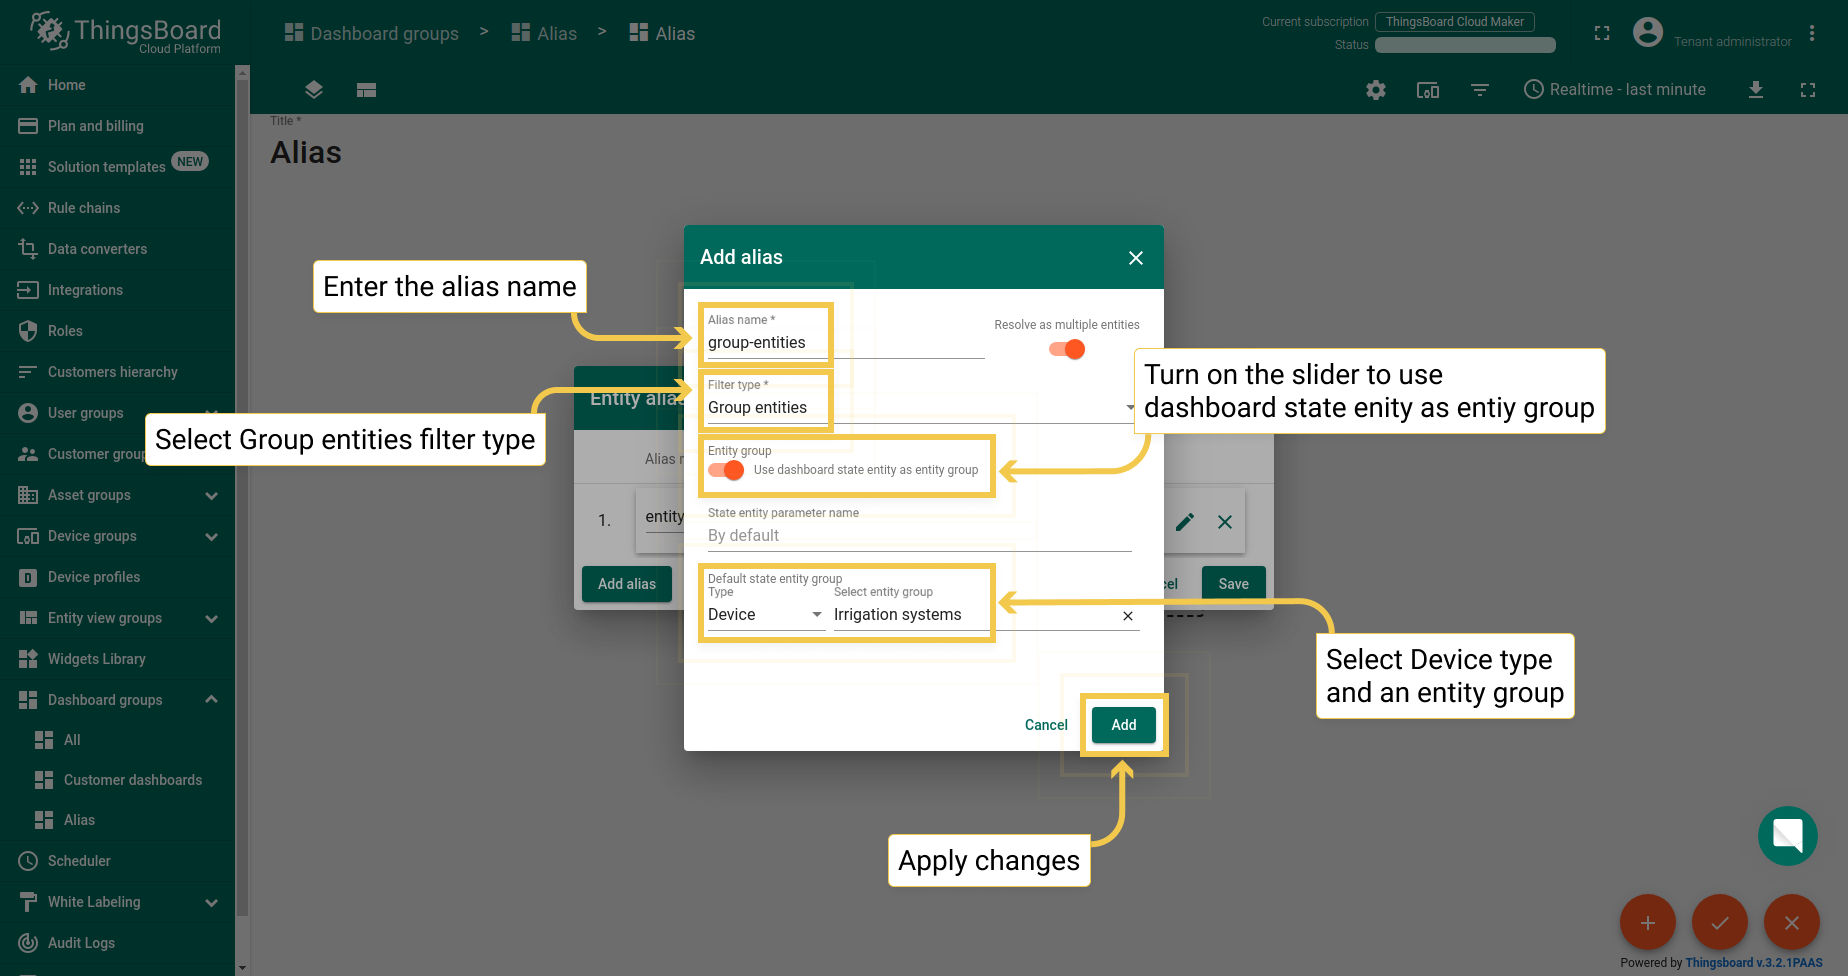 ThingsBoard
Cloud Platform
Dashboard groups > Alias > Alias
Current subscription ThingsBoard Cloud Maker
Status
Tenant administrator
Realtime - last minute
Home
Plan and billing
Solution templates NEW
Rule chains
Data converters
Integrations
Roles
Customers hierarchy
User groups
Customer group
Asset groups
Device groups
Device profiles
Entity view groups
Widgets Library
Dashboard groups
All
Customer dashboards
Alias
Scheduler
White Labeling
Audit Logs
Title *
Alias
Enter the alias name
Select Group entities filter type
Entity alia
Alias n
1.
entity
Add alias
cel
Save
Add alias
Alias name *
group-entities
Resolve as multiple entities
Filter type *
Group entities
Entity group
Use dashboard state entity as entity group
State entity parameter name
By default
Default state entity group
Type
Select entity group
Device
Irrigation systems
Cancel
Add
Turn on the slider to use
dashboard state enity as entiy group
Select Device type
and an entity group
Apply changes
Powered by Thingsboard v.3.2.1PAAS